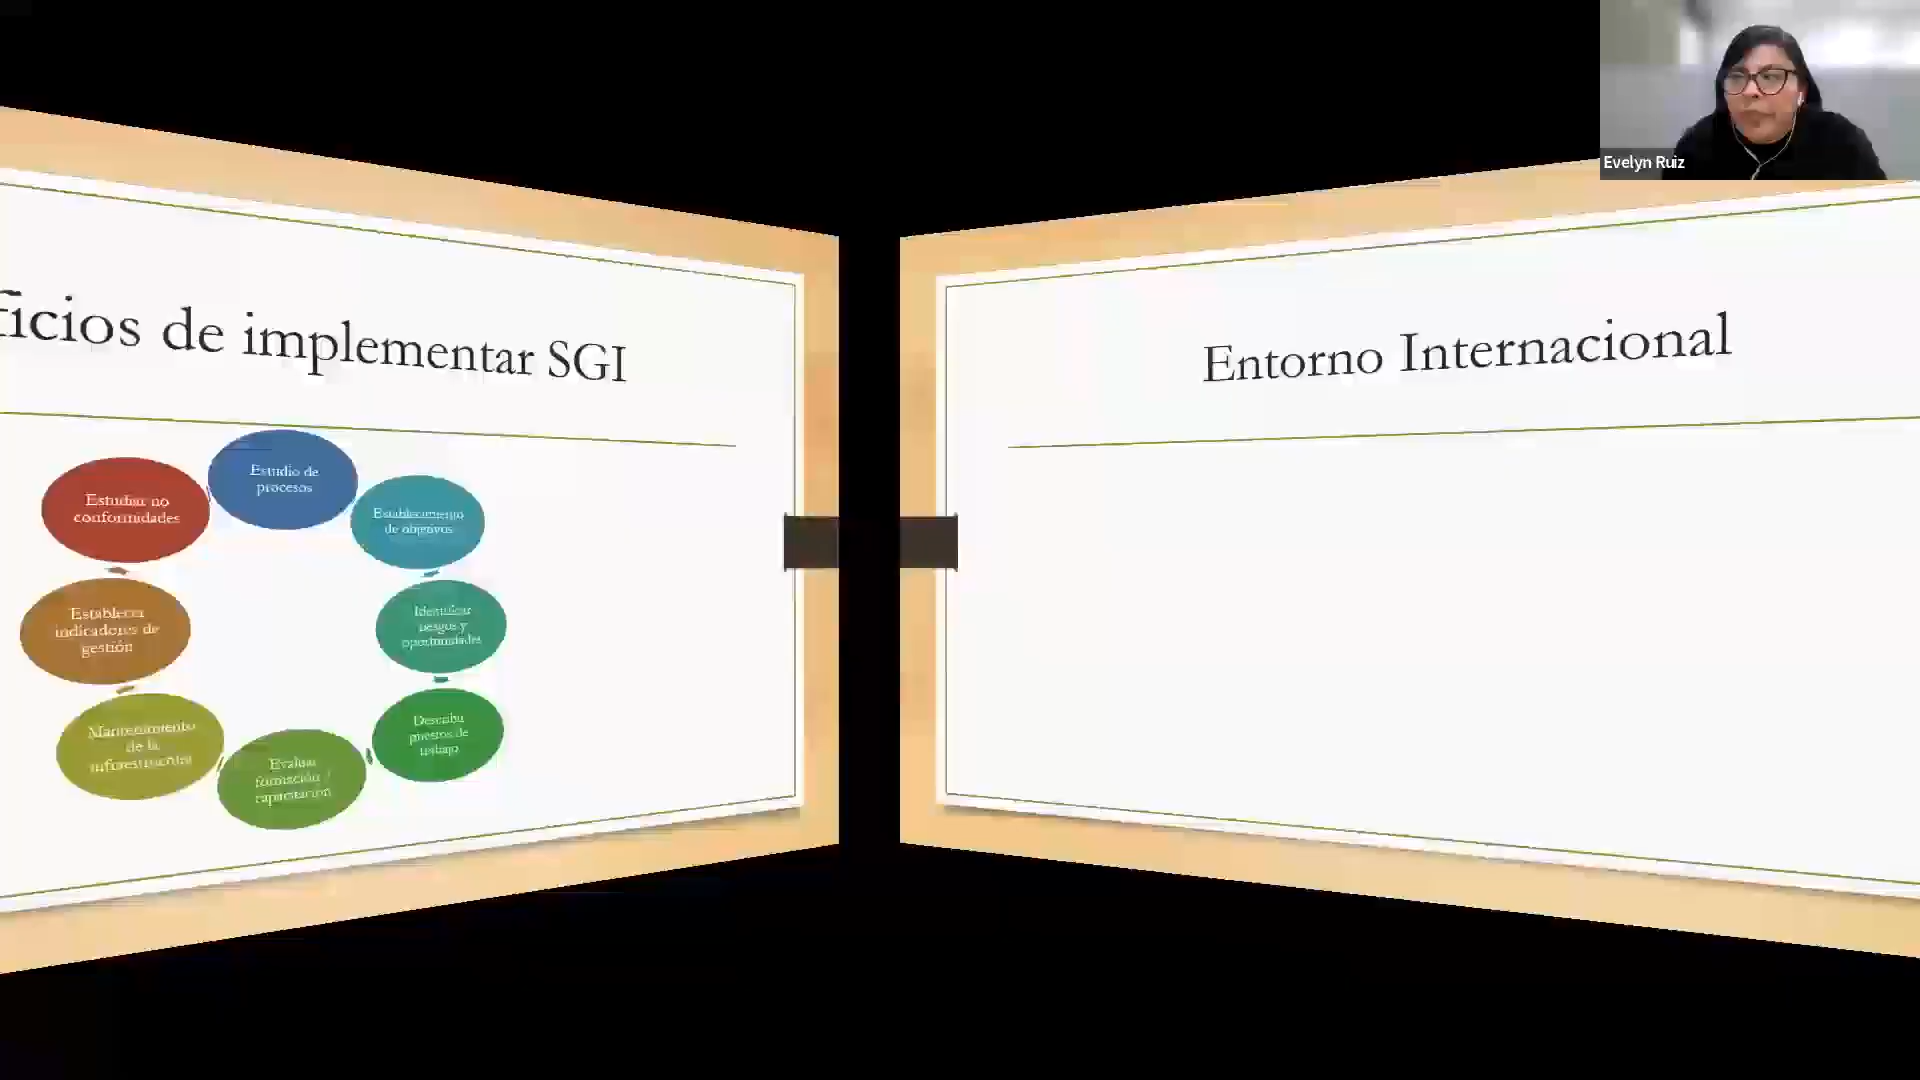 ficios de implementar SGI
Estudio de
procesos
Establecimiento
de objetivos
Identificar
riesgos y
oportunidades
puestos de
trabajo
Evaluar
formación /
capacitación
Mantenimiento
de la
infraestructura
Establecer
indicadores de
gestión
Estudiar no
conformidades
Entorno Internacional
Evelyn Ruiz